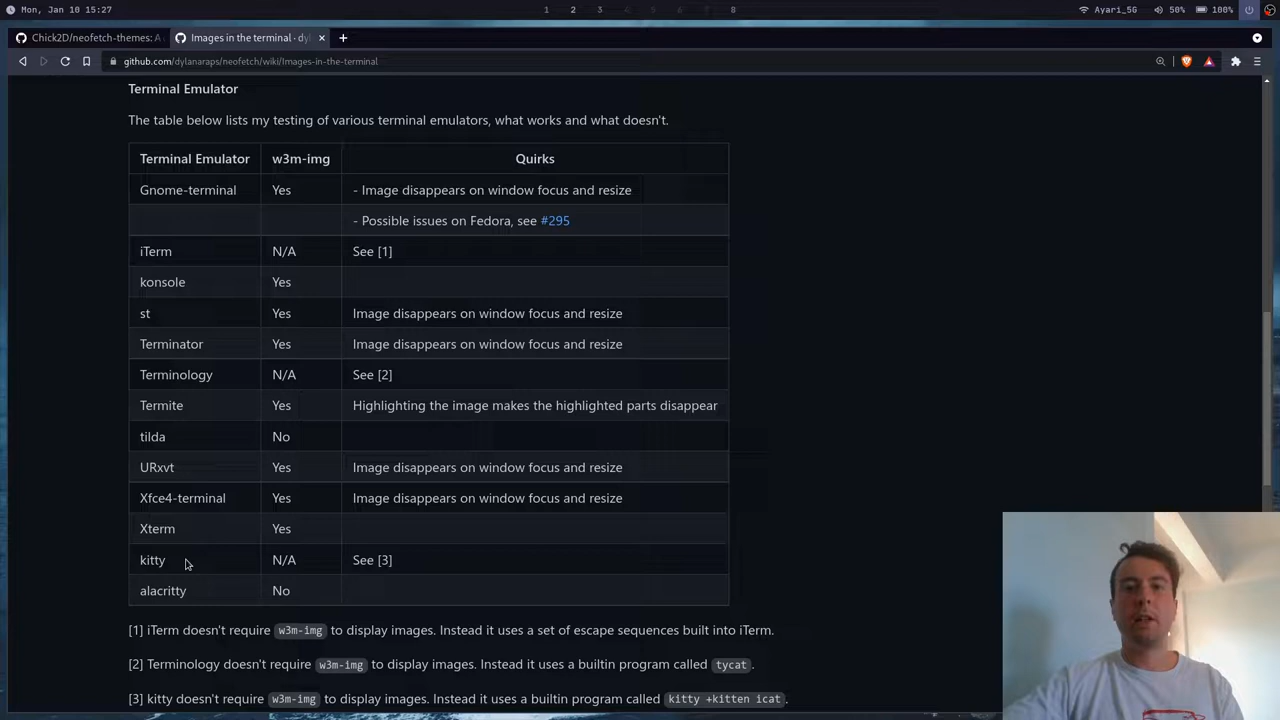 Mon, Jan 10 15:27
1 2 3 4 5 6 7 8
Ayari_5G 50% 100%
Chick2D/neofetch-themes: A
Images in the terminal · dyl
github.com/dylanaraps/neofetch/wiki/Images-in-the-terminal
Terminal Emulator
The table below lists my testing of various terminal emulators, what works and what doesn't.
Terminal Emulator w3m-img Quirks
Gnome-terminal Yes - Image disappears on window focus and resize
- Possible issues on Fedora, see #295
iTerm N/A See [1]
konsole Yes
st Yes Image disappears on window focus and resize
Terminator Yes Image disappears on window focus and resize
Terminology N/A See [2]
Termite Yes Highlighting the image makes the highlighted parts disappear
tilda No
URxvt Yes Image disappears on window focus and resize
Xfce4-terminal Yes Image disappears on window focus and resize
Xterm Yes
kitty N/A See [3]
alacritty No
[1] iTerm doesn't require w3m-img to display images. Instead it uses a set of escape sequences built into iTerm.
[2] Terminology doesn't require w3m-img to display images. Instead it uses a builtin program called tycat.
[3] kitty doesn't require w3m-img to display images. Instead it uses a builtin program called kitty +kitten icat.